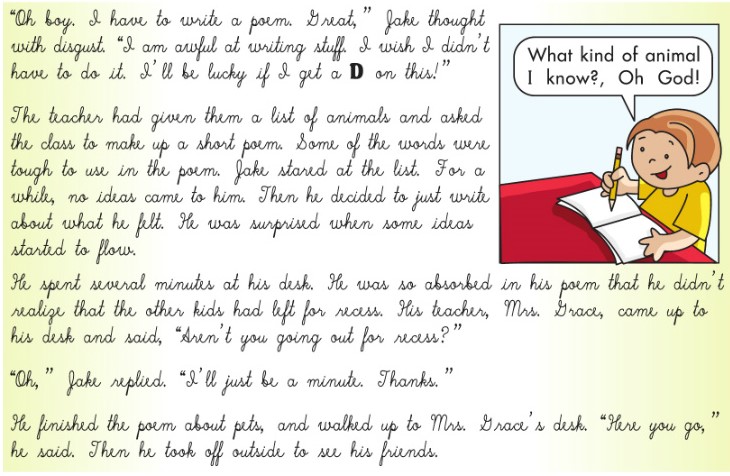 “Oh boy. I have to write a poem. Great,” Jake thought
with disgust. “I am awful at writing stuff. I wish I didn’t
have to do it. I’ll be lucky if I get a D on this!”
The teacher had given them a list of animals and asked
the class to make up a short poem. Some of the words were
tough to use in the poem. Jake stared at the list. For a
while, no ideas came to him. Then he decided to just write
about what he felt. He was surprised when some ideas
started to flow.
What kind of animal
I know?, Oh God!
He spent several minutes at his desk. He was so absorbed in his poem that he didn’t
realize that the other kids had left for recess. His teacher, Mrs. Grace, came up to
his desk and said, “Aren’t you going out for recess?”
“Oh,” Jake replied. “I’ll just be a minute. Thanks.”
He finished the poem about pets, and walked up to Mrs. Grace’s desk. “Here you go,”
he said. Then he took off outside to see his friends.